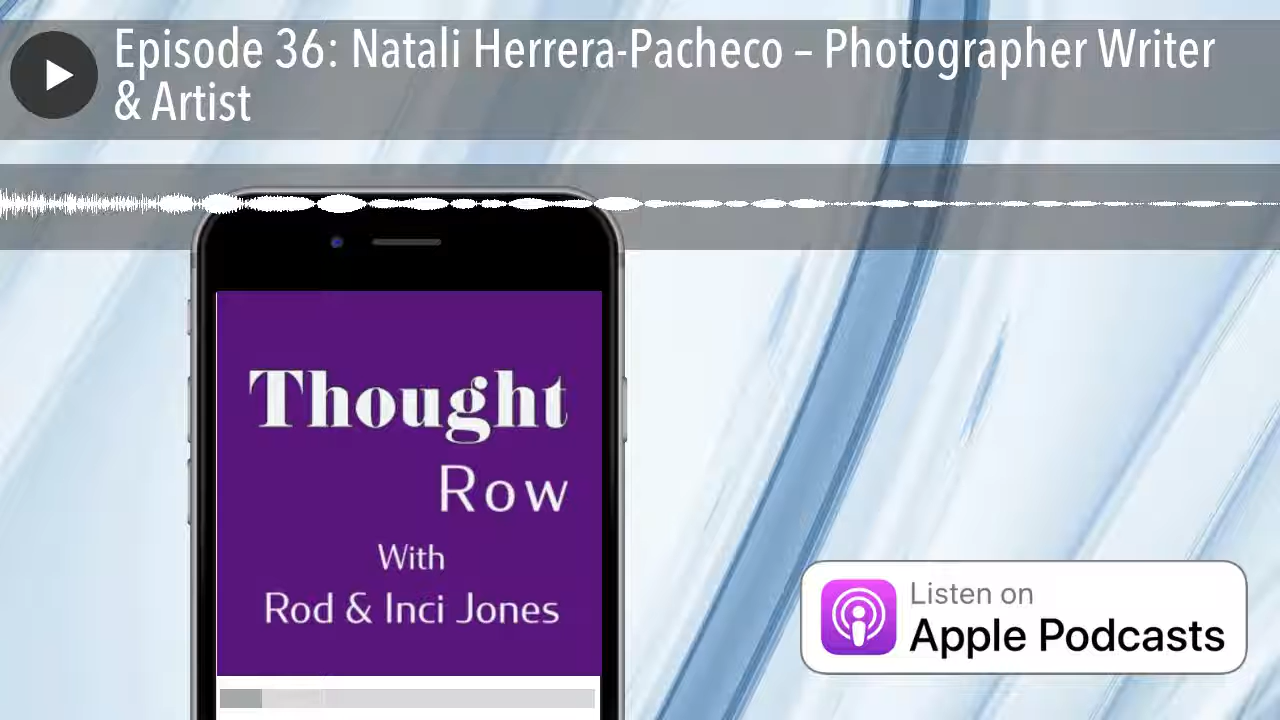 Episode 36: Natali Herrera-Pacheco – Photographer Writer
& Artist
Thought
Row
With
Rod & Inci Jones
Listen on
Apple Podcasts